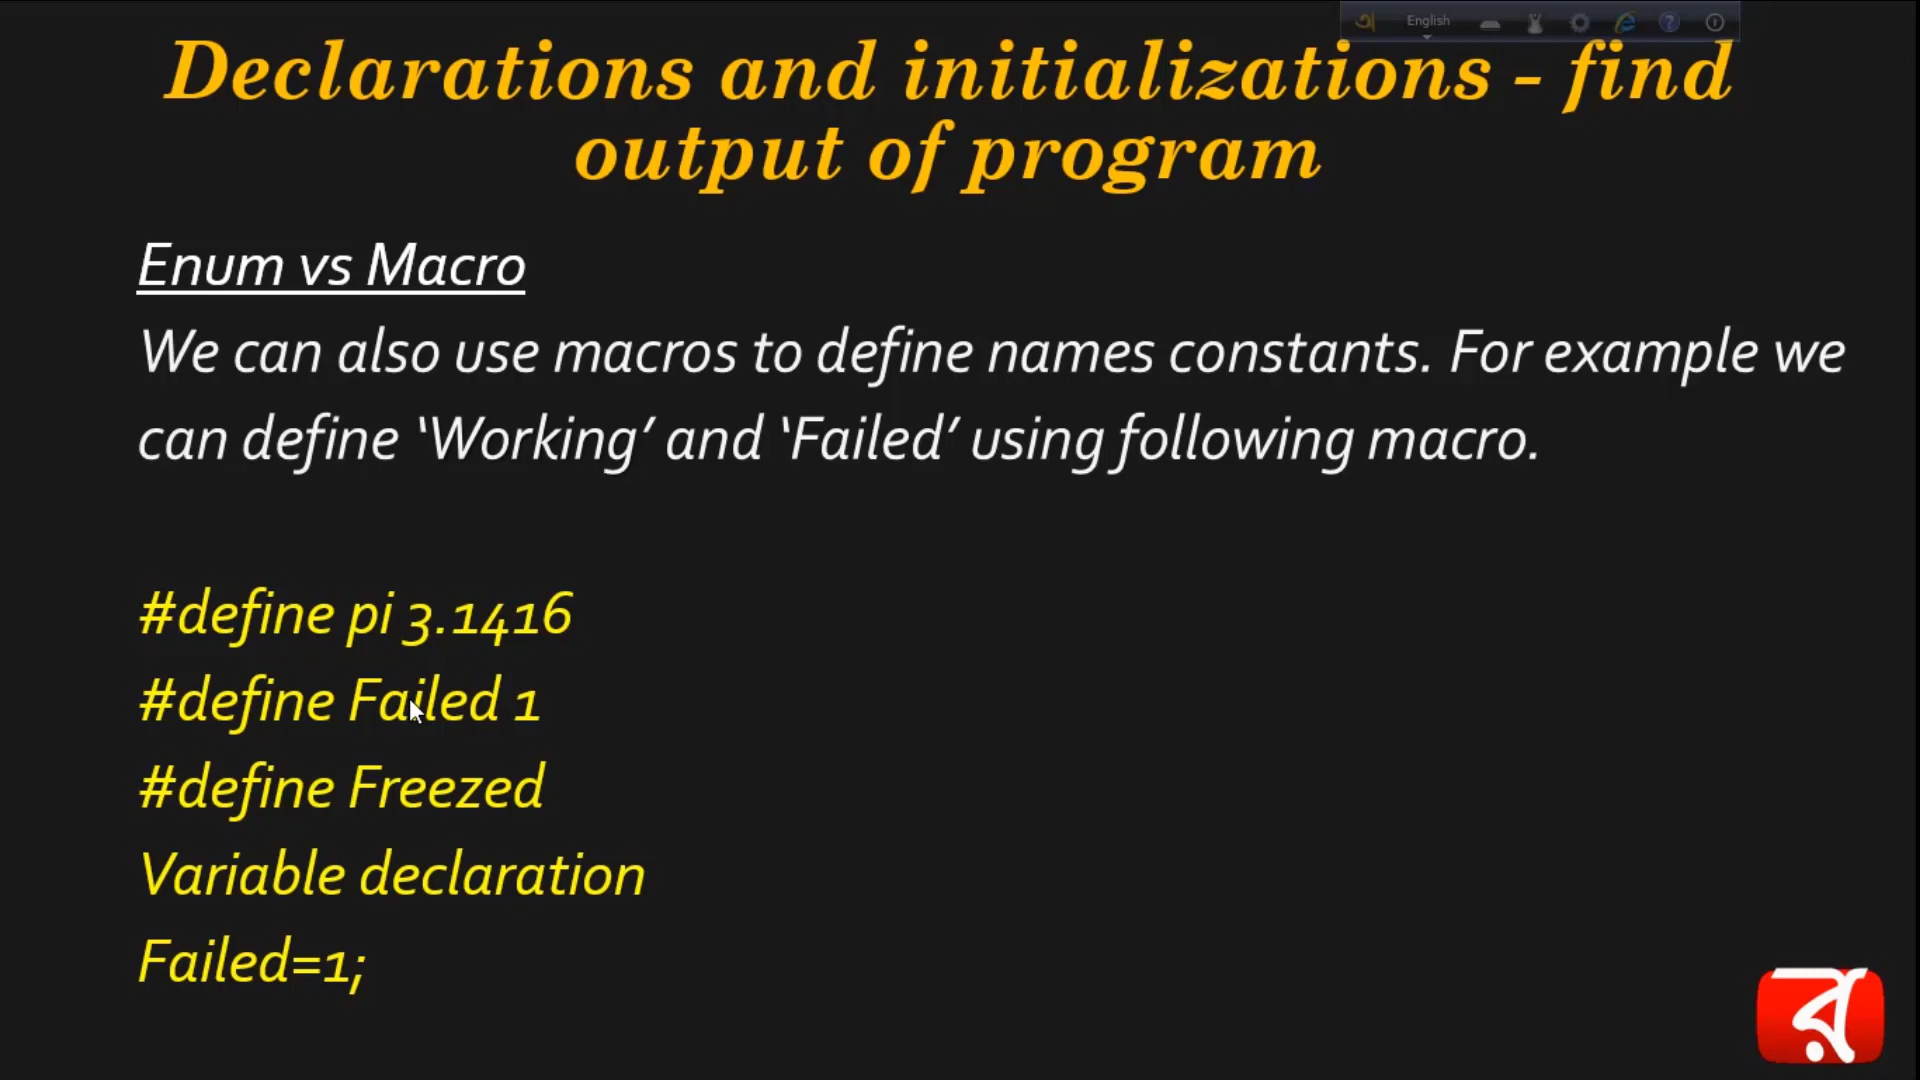 অ English
Declarations and initializations - find
output of program
Enum vs Macro
We can also use macros to define names constants. For example we
can define ‘Working’ and ‘Failed’ using following macro.
#define pi 3.1416
#define Failed 1
#define Freezed
Variable declaration
Failed=1;
র